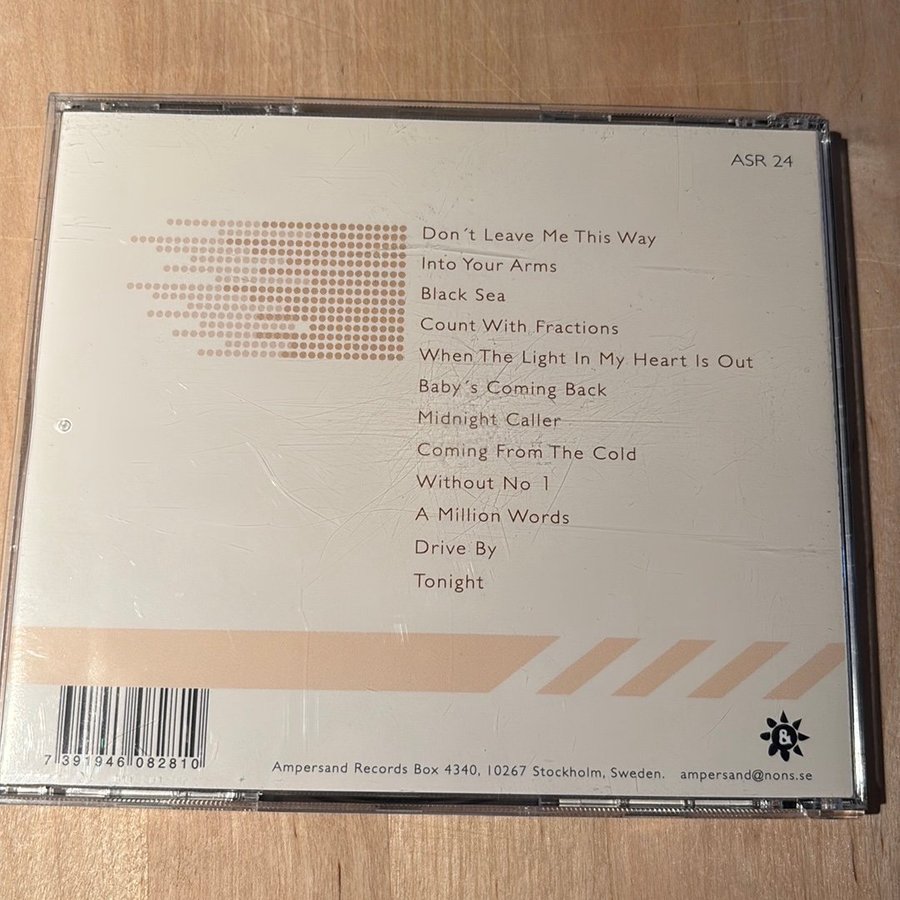 ASR 24
Don´t Leave Me This Way
Into Your Arms
Black Sea
Count With Fractions
When The Light In My Heart Is Out
Baby´s Coming Back
Midnight Caller
Coming From The Cold
Without No 1
A Million Words
Drive By
Tonight
&
7 391946 082810
Ampersand Records Box 4340, 10267 Stockholm, Sweden. ampersand@nons.se